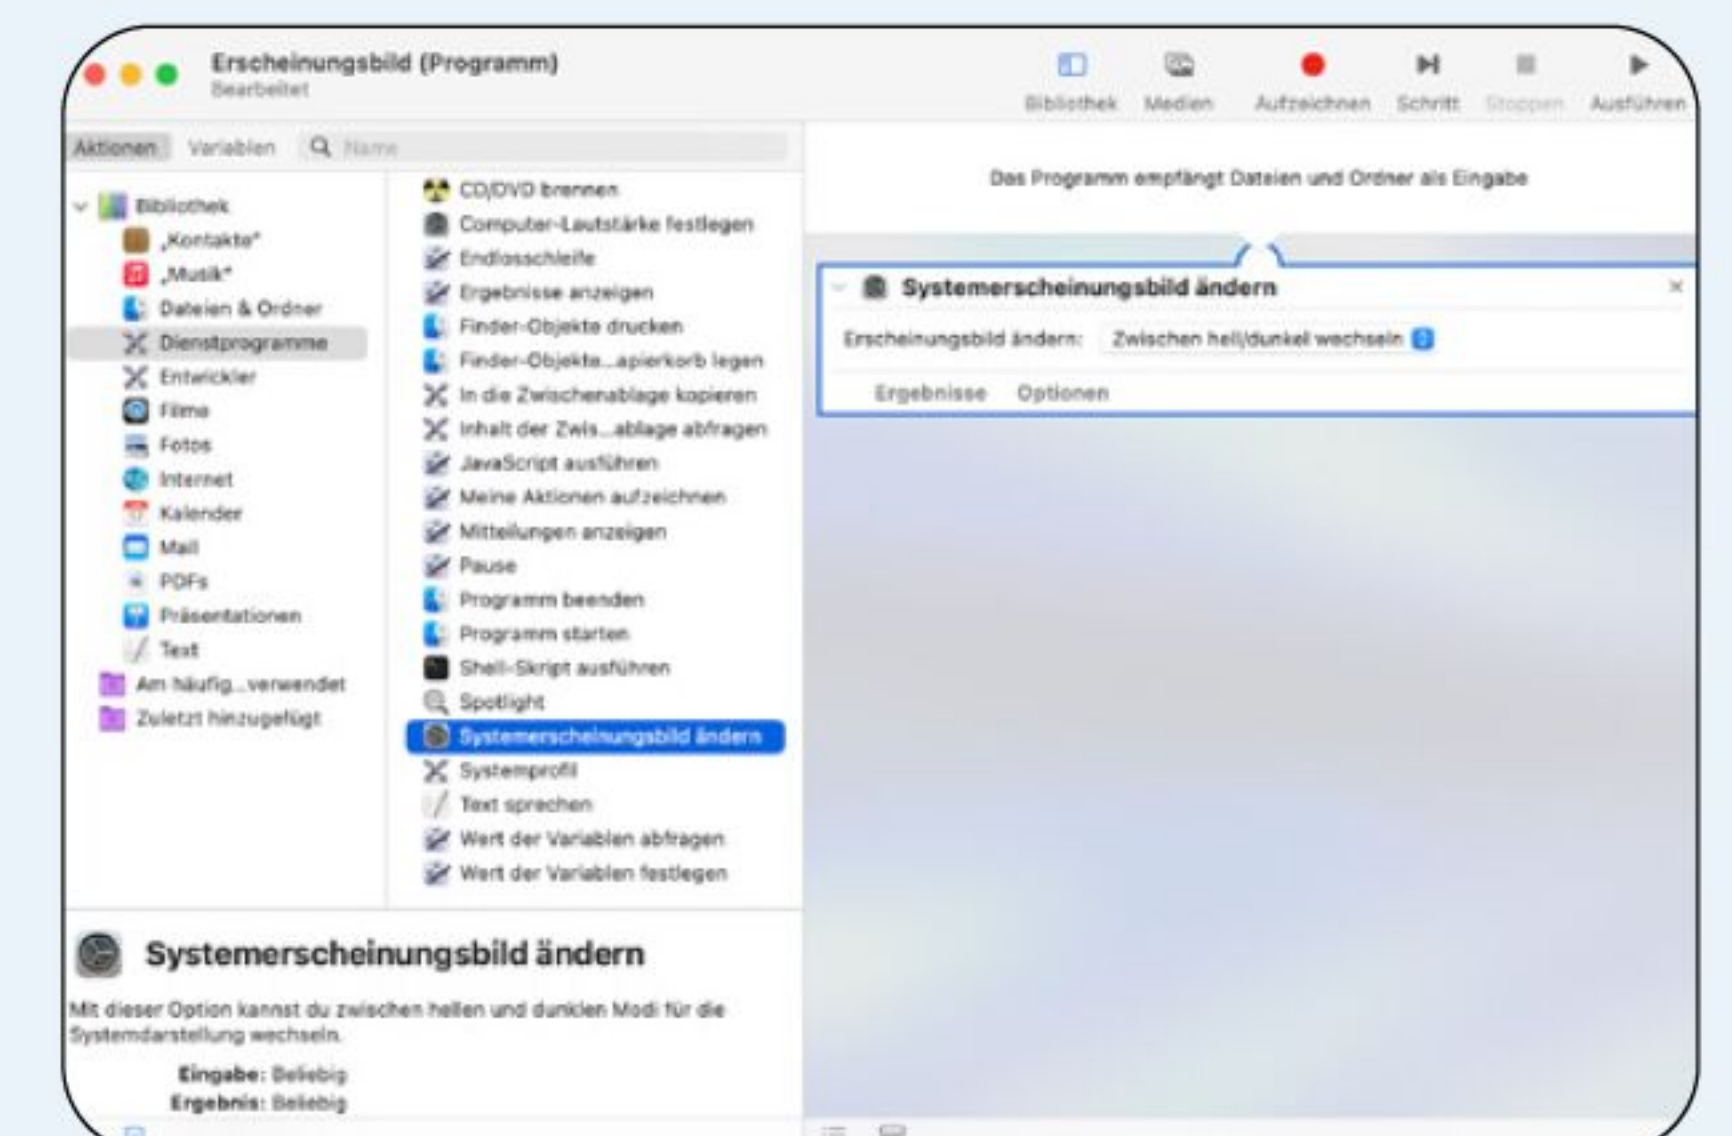 Erscheinungsbild (Programm)
Bearbeitet
Bibliothek
Medien
Aufzeichnen
Schritt
Stoppen
Ausführen
Aktionen
Variablen
Name
Bibliothek
„Kontakte“
„Musik“
Dateien & Ordner
Dienstprogramme
Entwickler
Filme
Fotos
Internet
Kalender
Mail
PDFs
Präsentationen
Text
Am häufig...verwendet
Zuletzt hinzugefügt
CD/DVD brennen
Computer-Lautstärke festlegen
Endlosschleife
Ergebnisse anzeigen
Finder-Objekte drucken
Finder-Objekte...apierkorb legen
In die Zwischenablage kopieren
Inhalt der Zwis...ablage abfragen
JavaScript ausführen
Meine Aktionen aufzeichnen
Mitteilungen anzeigen
Pause
Programm beenden
Programm starten
Shell-Skript ausführen
Spotlight
Systemerscheinungsbild ändern
Systemprofil
Text sprechen
Wert der Variablen abfragen
Wert der Variablen festlegen
Das Programm empfängt Dateien und Ordner als Eingabe
Systemerscheinungsbild ändern
Erscheinungsbild ändern: Zwischen hell/dunkel wechseln
Ergebnisse Optionen
Systemerscheinungsbild ändern
Mit dieser Option kannst du zwischen hellen und dunklen Modi für die
Systemdarstellung wechseln.
Eingabe: Beliebig
Ergebnis: Beliebig